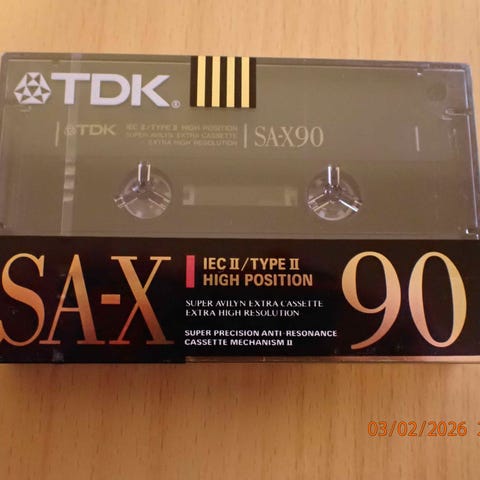 TDK®
TDK IEC II/TYPE II HIGH POSITION
SUPER AVILYN EXTRA CASSETTE
EXTRA HIGH RESOLUTION
SA-X90
SA-X
IEC II/TYPE II
HIGH POSITION
SUPER AVILYN EXTRA CASSETTE
EXTRA HIGH RESOLUTION
SUPER PRECISION ANTI-RESONANCE
CASSETTE MECHANISM II
90
03/02/2026